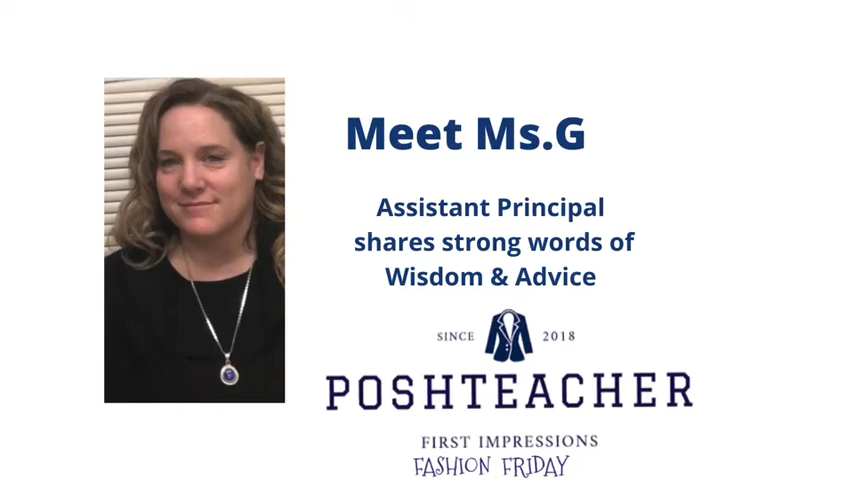 Meet Ms.G
Assistant Principal
shares strong words of
Wisdom & Advice
SINCE 2018
POSHTEACHER
FIRST IMPRESSIONS
FASHION FRIDAY